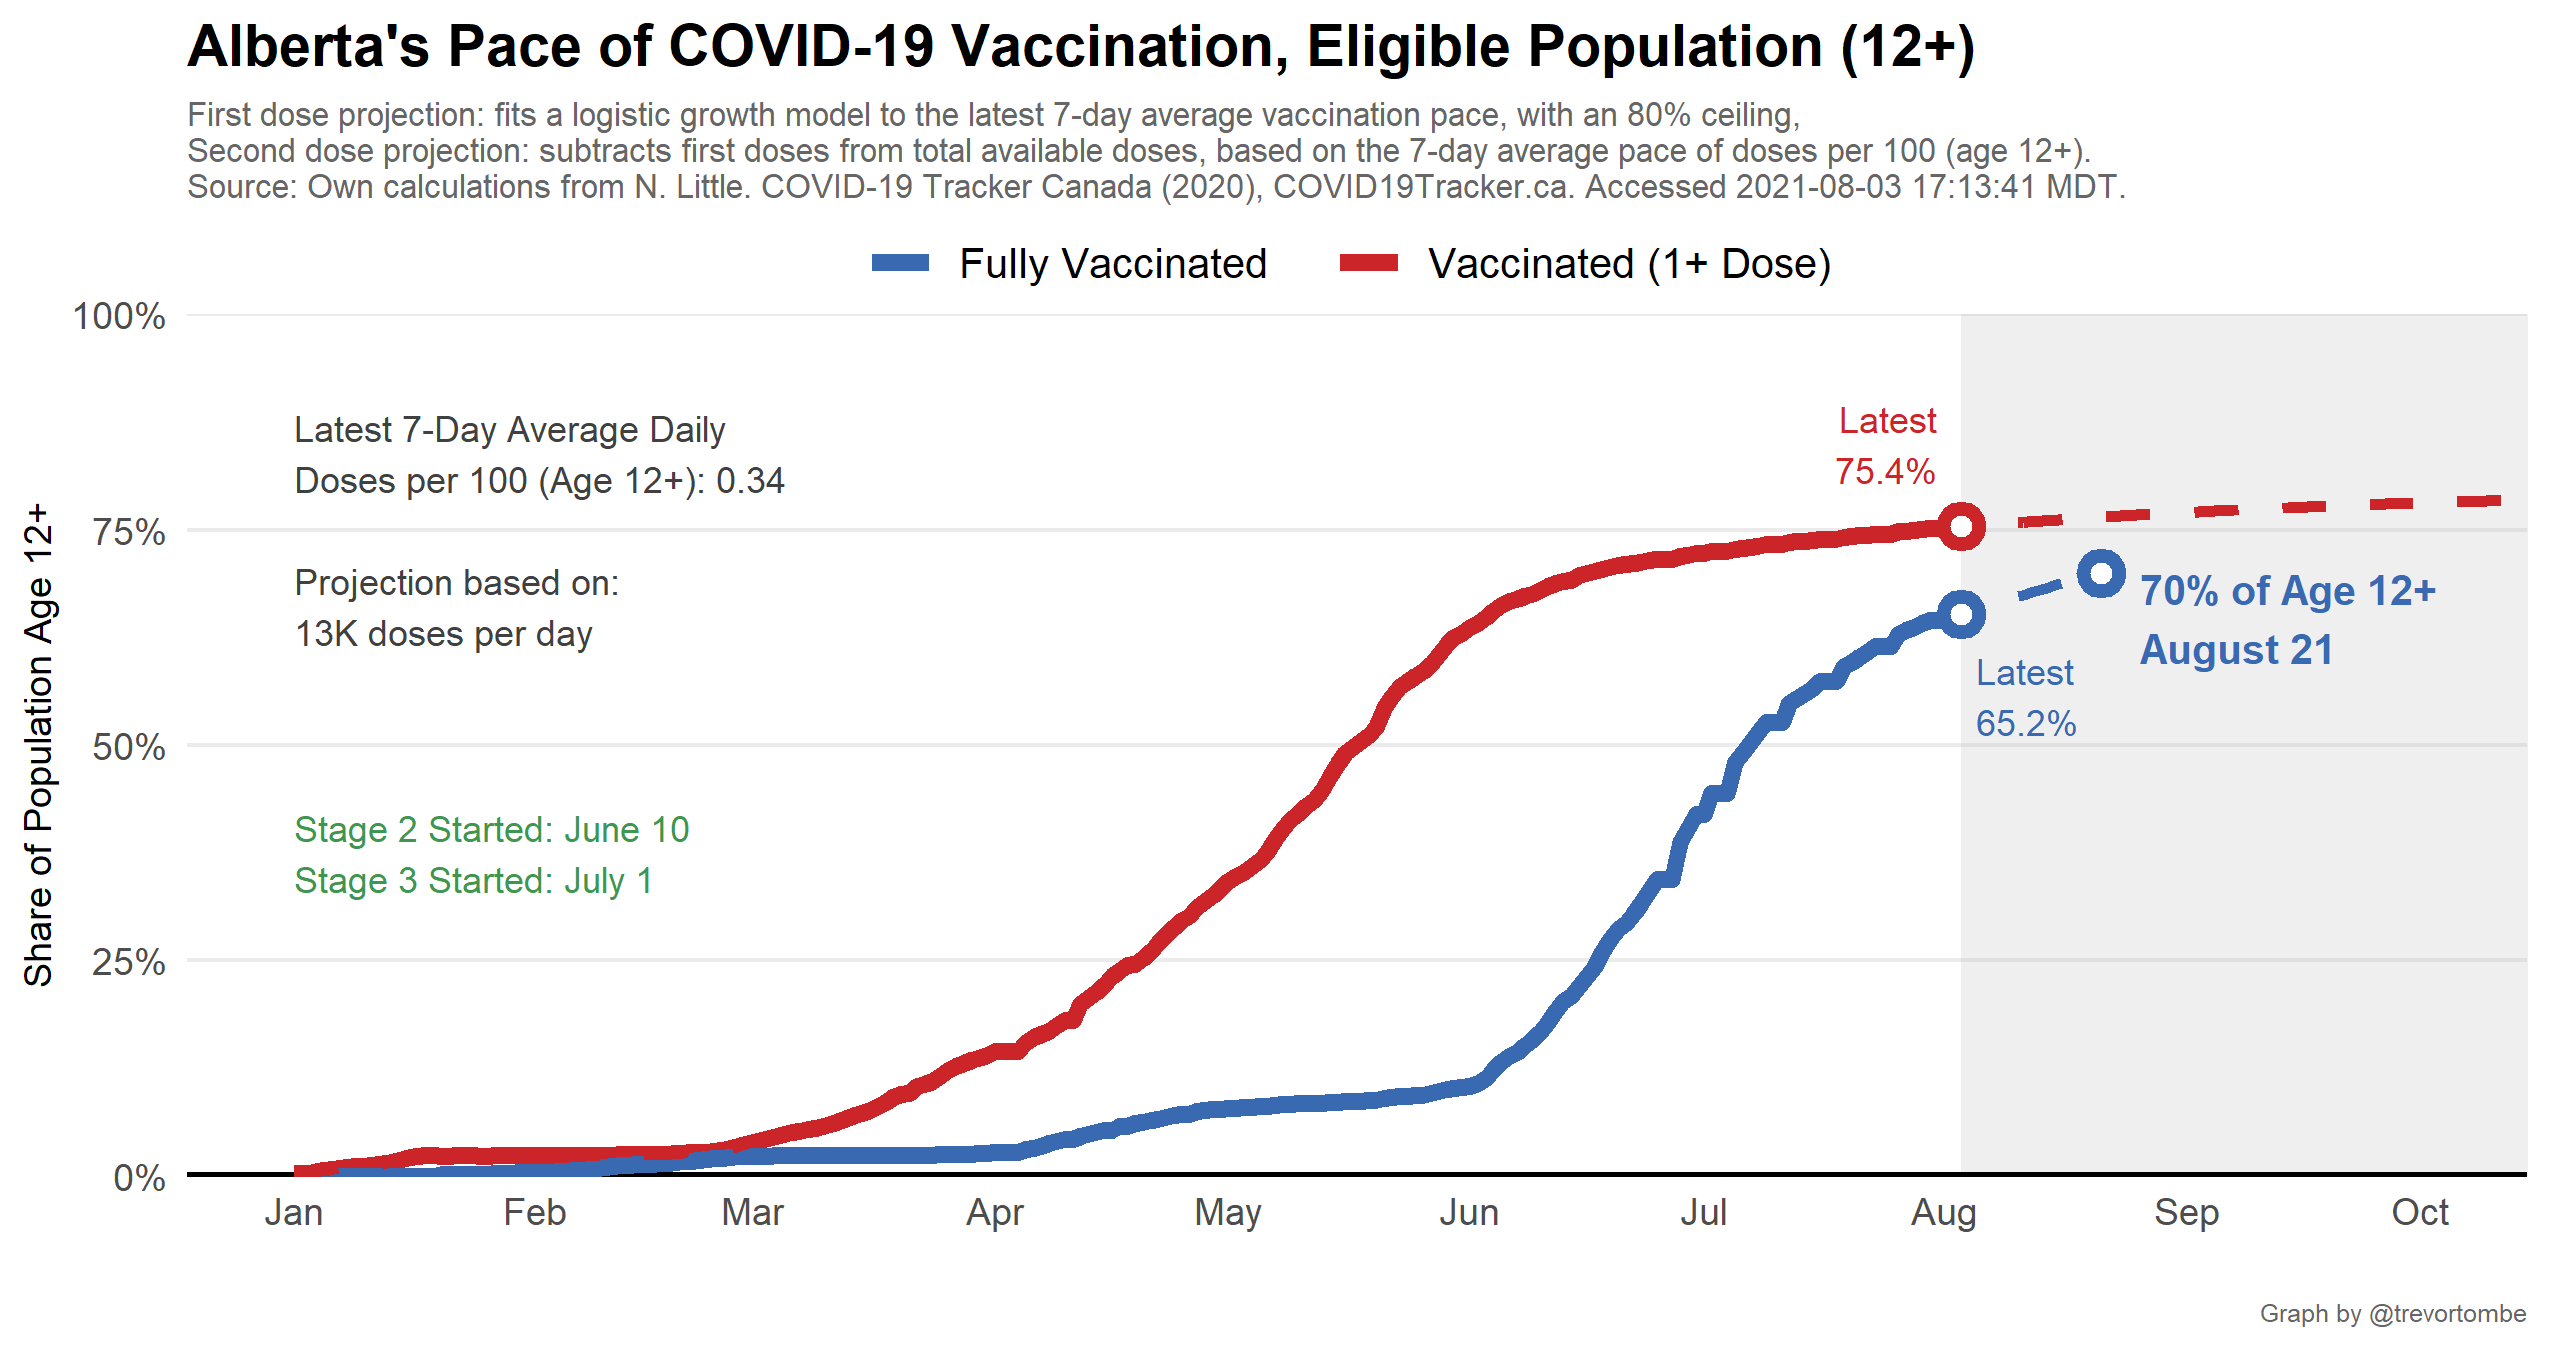 Alberta's Pace of COVID-19 Vaccination, Eligible Population (12+)
First dose projection: fits a logistic growth model to the latest 7-day average vaccination pace, with an 80% ceiling,
Second dose projection: subtracts first doses from total available doses, based on the 7-day average pace of doses per 100 (age 12+).
Source: Own calculations from N. Little. COVID-19 Tracker Canada (2020), COVID19Tracker.ca. Accessed 2021-08-03 17:13:41 MDT.
Fully Vaccinated
Vaccinated (1+ Dose)
Share of Population Age 12+
100%
75%
50%
25%
0%
Latest 7-Day Average Daily
Doses per 100 (Age 12+): 0.34
Projection based on:
13K doses per day
Stage 2 Started: June 10
Stage 3 Started: July 1
Latest
75.4%
70% of Age 12+
August 21
Latest
65.2%
Jan
Feb
Mar
Apr
May
Jun
Jul
Aug
Sep
Oct
Graph by @trevortombe